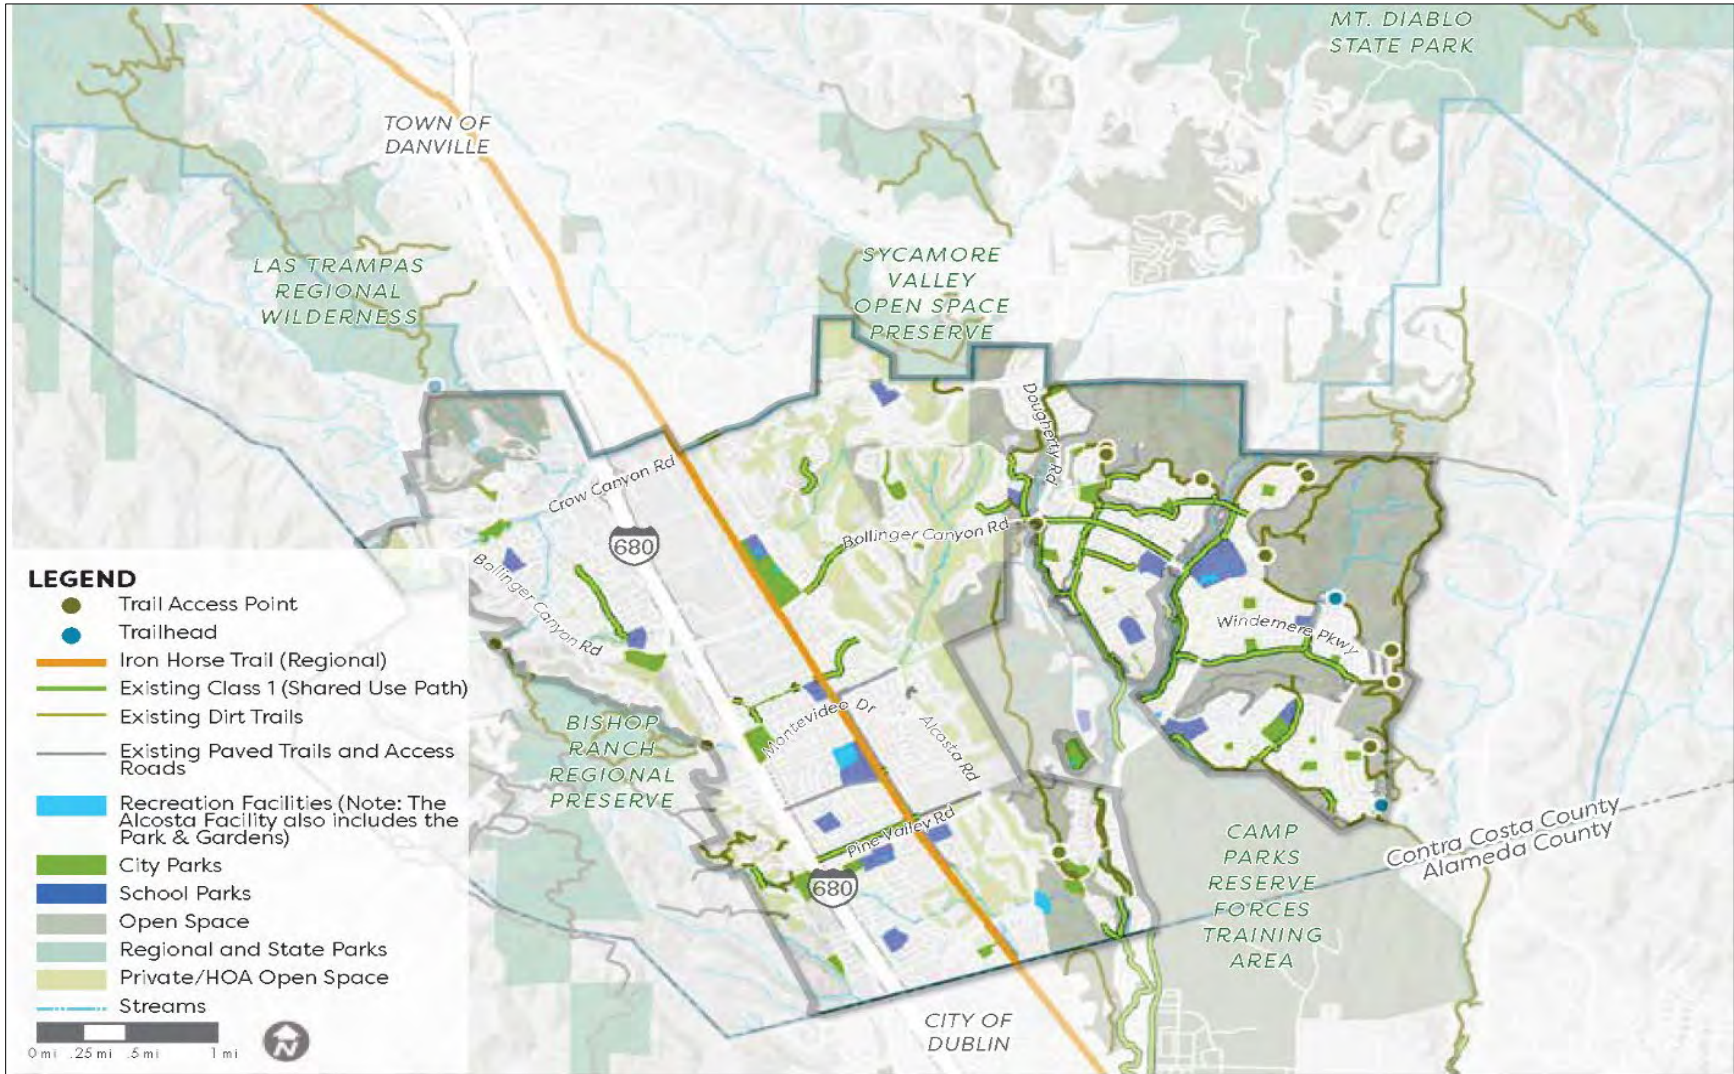 MT. DIABLO
STATE PARK
TOWN OF
DANVILLE
LAS TRAMPAS
REGIONAL
WILDERNESS
SYCAMORE
VALLEY
OPEN SPACE
PRESERVE
Dougherty Rd
Crow Canyon Rd
Bollinger Canyon Rd
680
Bollinger Canyon Rd
Windemere Pkwy
Montevideo Dr
Alcosta Rd
BISHOP
RANCH
REGIONAL
PRESERVE
Pine Valley Rd
680
CAMP
PARKS
RESERVE
FORCES
TRAINING
AREA
Contra Costa County
Alameda County
CITY OF
DUBLIN
LEGEND
Trail Access Point
Trailhead
Iron Horse Trail (Regional)
Existing Class 1 (Shared Use Path)
Existing Dirt Trails
Existing Paved Trails and Access
Roads
Recreation Facilities (Note: The
Alcosta Facility also includes the
Park & Gardens)
City Parks
School Parks
Open Space
Regional and State Parks
Private/HOA Open Space
Streams
0 mi .25 mi .5 mi 1 mi
N